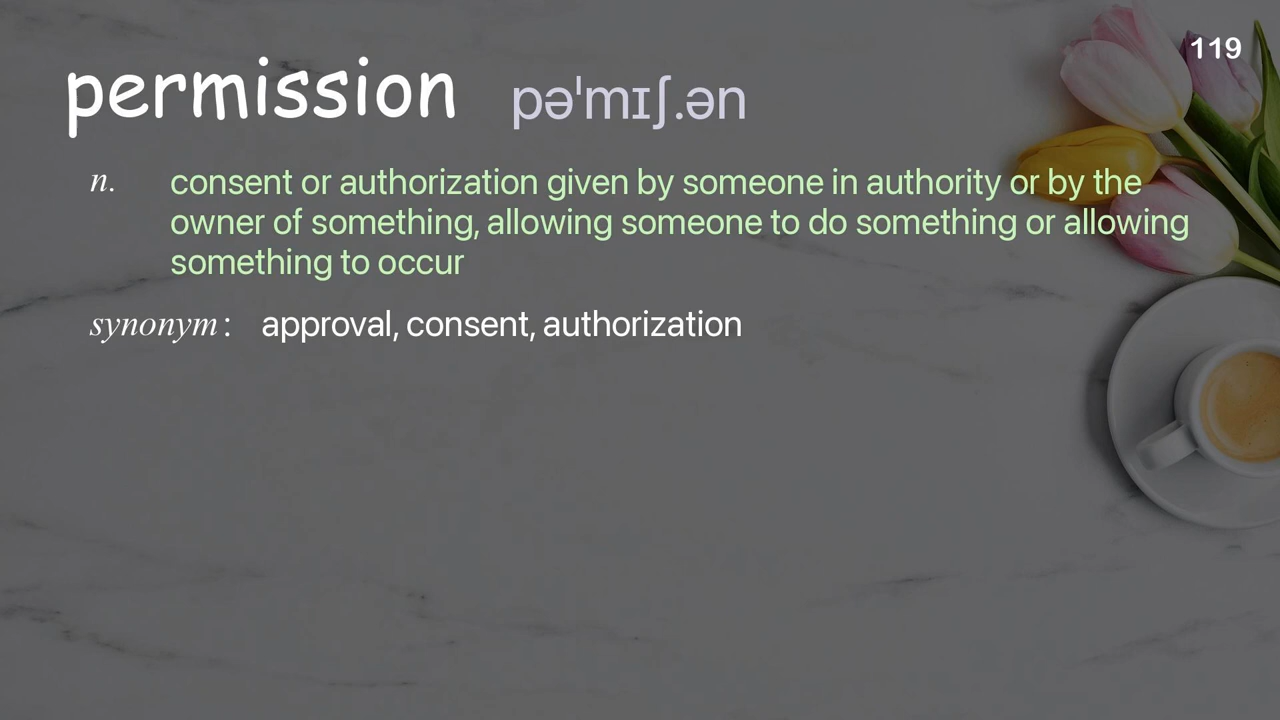 119
permission pəˈmɪʃ.ən
n. consent or authorization given by someone in authority or by the
owner of something, allowing someone to do something or allowing
something to occur
synonym: approval, consent, authorization